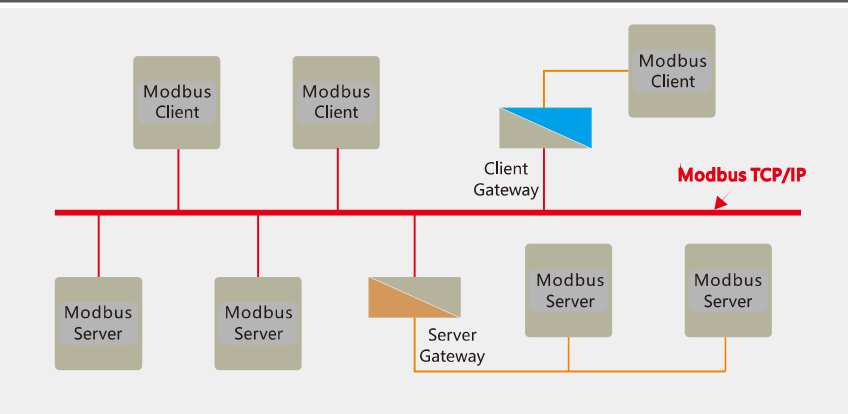 Modbus
Client
Modbus
Client
Modbus
Client
Client
Gateway
Modbus TCP/IP
Modbus
Server
Modbus
Server
Server
Gateway
Modbus
Server
Modbus
Server